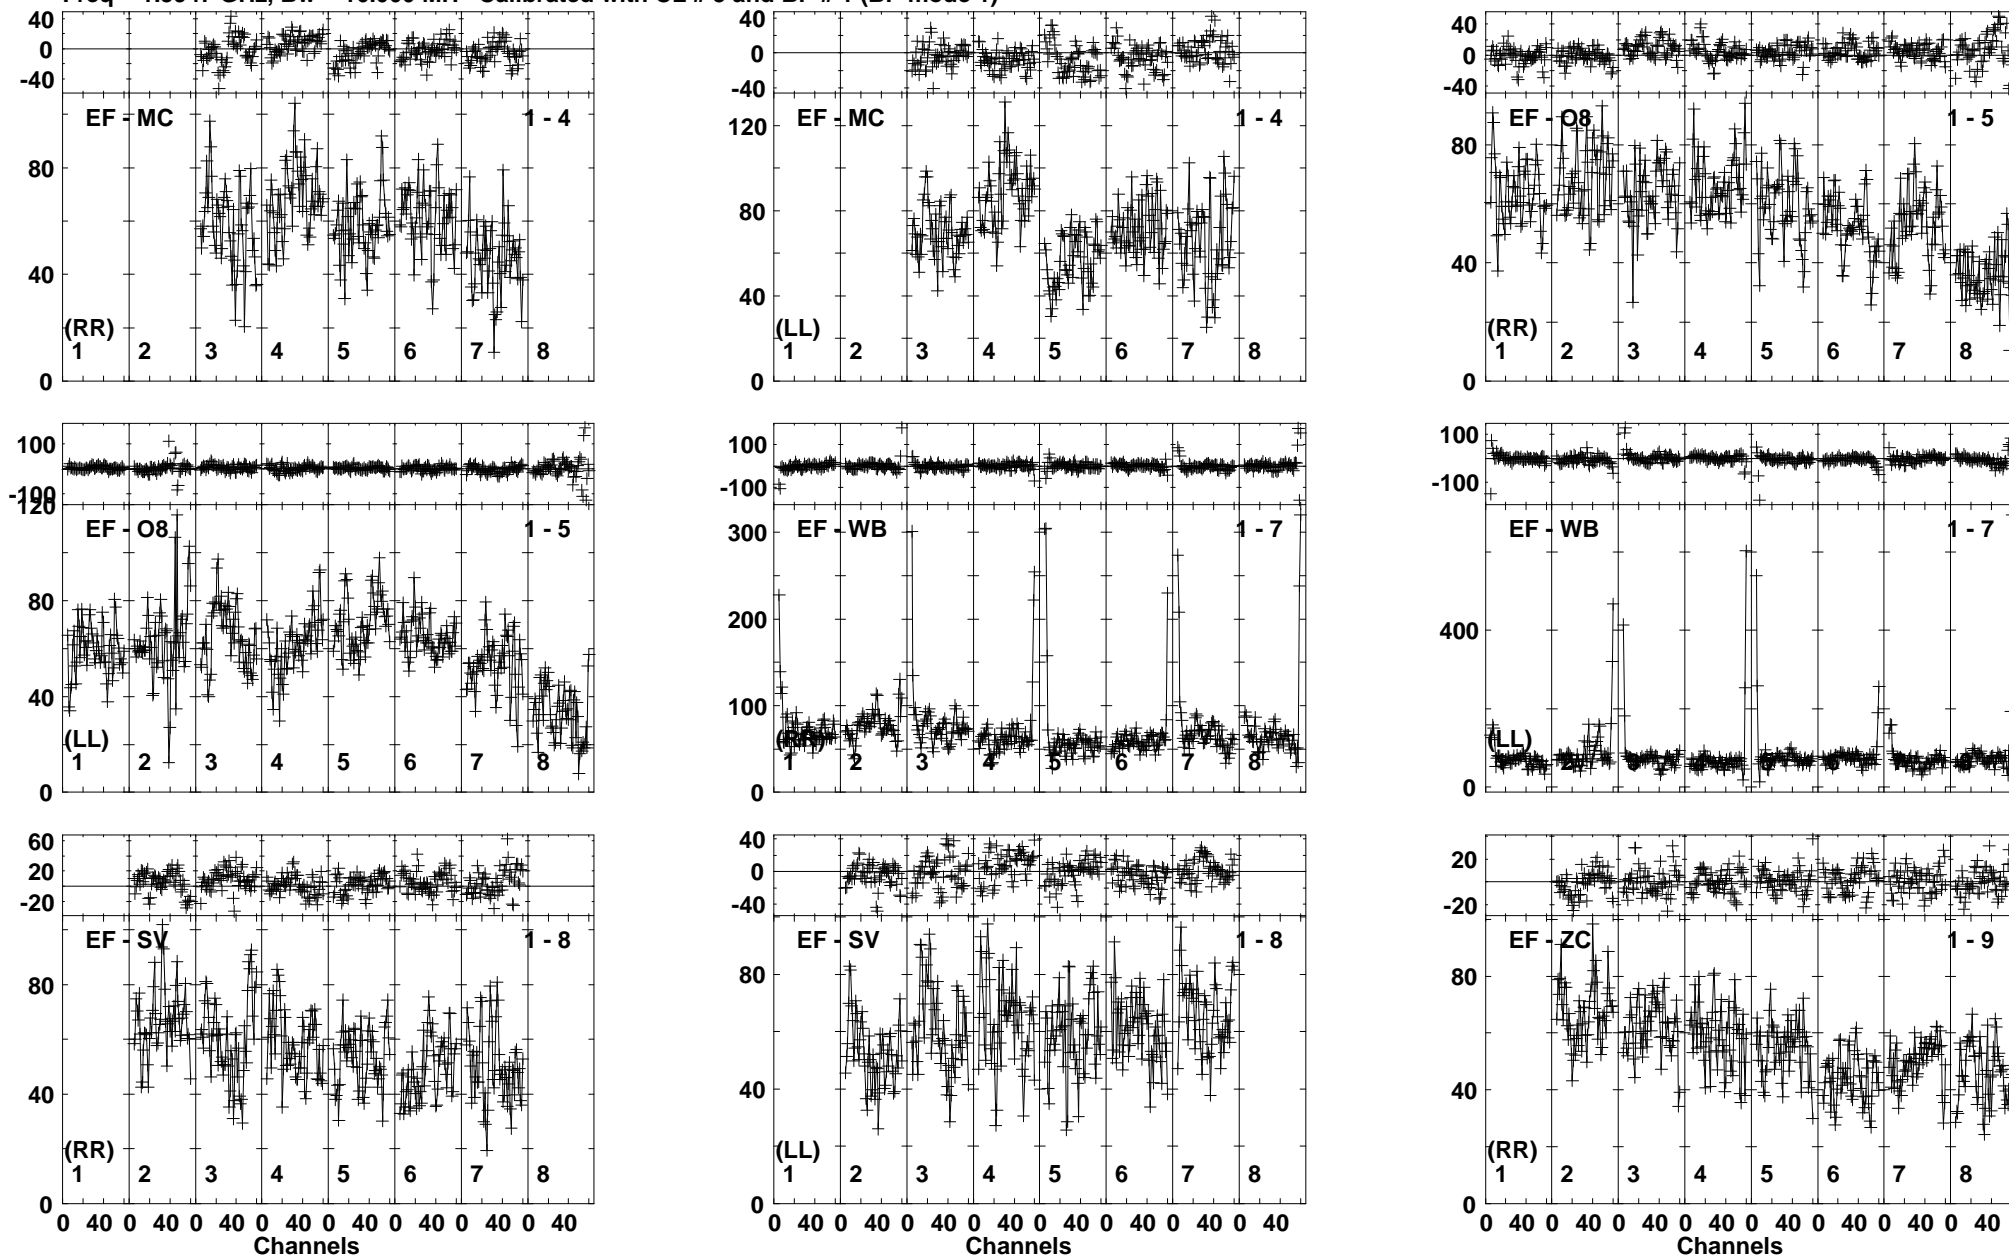 40 0 -40 40 0 -40 40 0 -40
EF - MC 1 - 4 EF - MC 1 - 4 EF - O8 1 - 5
80 40 0 120 80 40 0 80 40 0
(RR) (LL) (RR)
1 2 3 4 5 6 7 8 1 2 3 4 5 6 7 8 1 2 3 4 5 6 7 8
100 -100 100 -100 100 -100
EF - O8 1 - 5 EF - WB 1 - 7 EF - WB 1 - 7
120 80 40 0 300 200 100 0 400 0
(LL) (RR) (LL)
1 2 3 4 5 6 7 8 1 2 3 4 5 6 7 8 2
60 20 -20 40 0 -40 20 -20
EF - SV 1 - 8 EF - SV 1 - 8 EF - ZC 1 - 9
80 40 0 80 40 0 80 40 0
(RR) (LL) (RR)
1 2 3 4 5 6 7 8 1 2 3 4 5 6 7 8 1 2 3 4 5 6 7 8
0 40 0 40 0 40 0 40 0 40 0 40 0 40 0 40 0 40 0 40 0 40 0 40 0 40 0 40 0 40 0 40 0 40 0 40 0 40 0 40 0 40 0 40 0 40 0 40
Channels Channels